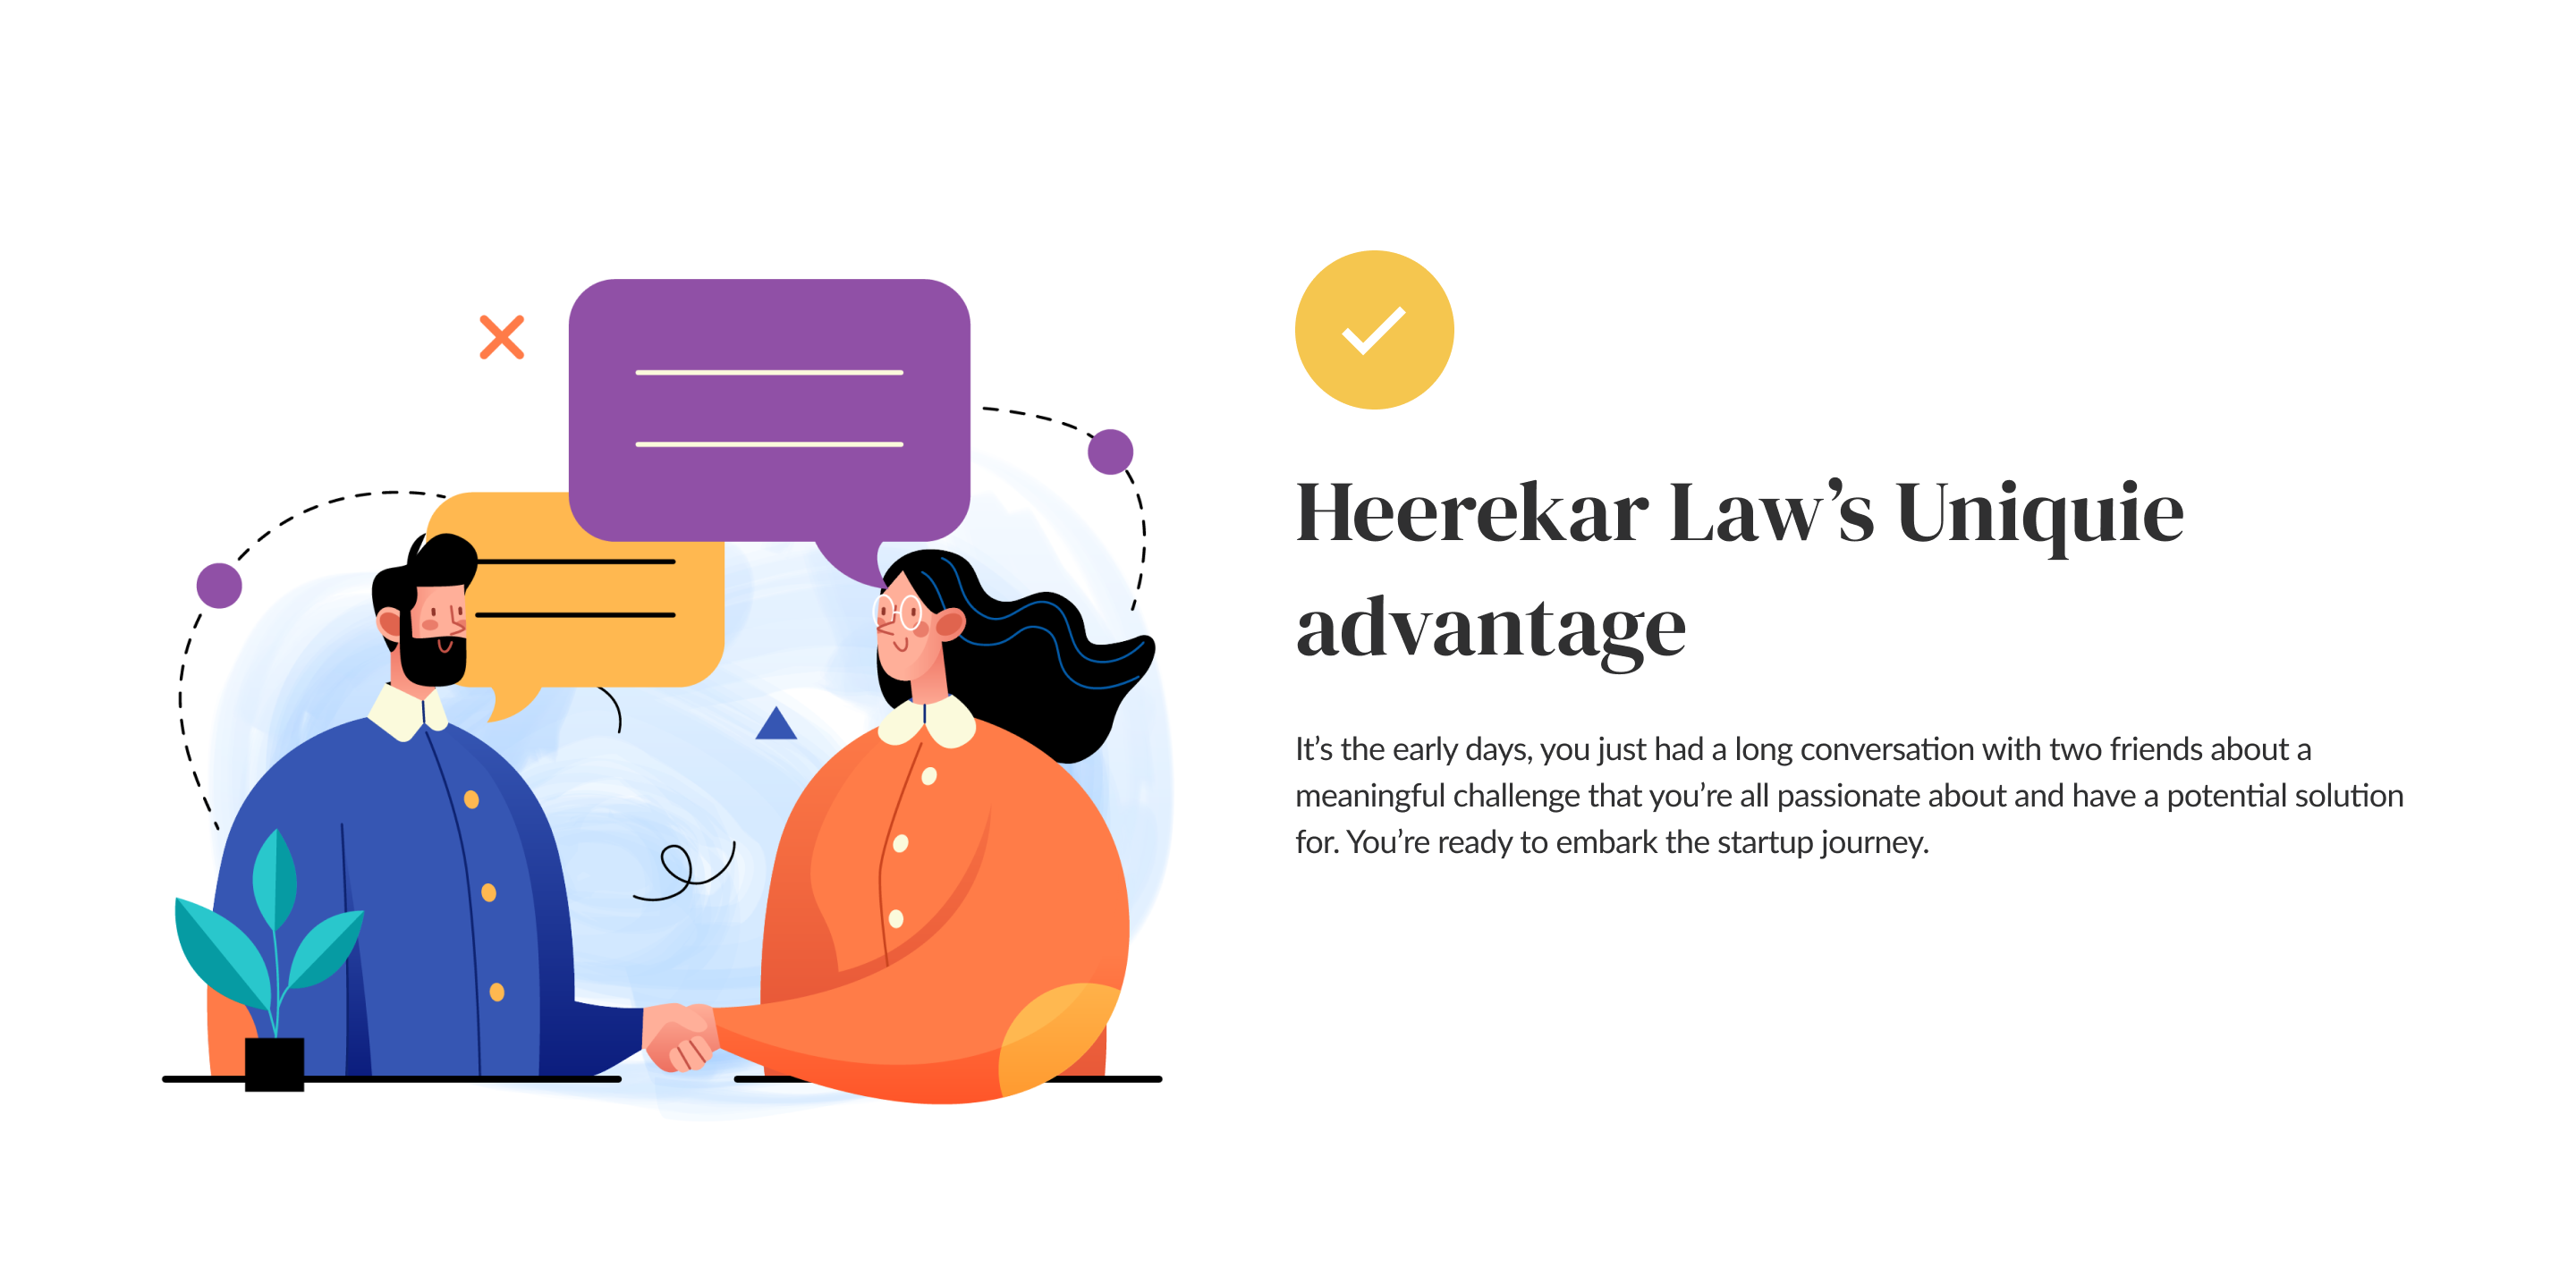 Heerekar Law’s Uniquie
advantage
It’s the early days, you just had a long conversation with two friends about a
meaningful challenge that you’re all passionate about and have a potential solution
for. You’re ready to embark the startup journey.